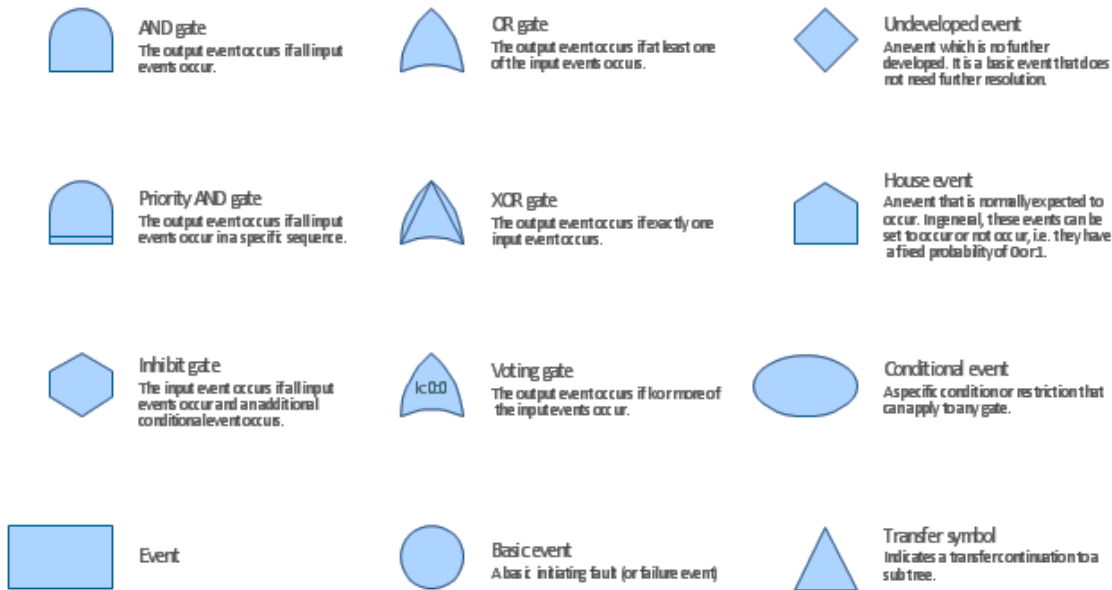 AND gate
The output event occurs if all input
events occur.
OR gate
The output event occurs if at least one
of the input events occurs.
Undeveloped event
An event which is no further
developed. It is a basic event that does
not need further resolution.
Priority AND gate
The output event occurs if all input
events occur in a specific sequence.
XOR gate
The output event occurs if exactly one
input event occurs.
House event
An event that is normally expected to
occur. In general, these events can be
set to occur or not occur, i.e. they have
a fixed probability of 0 or 1.
Inhibit gate
The input event occurs if all input
events occur and an additional
conditional event occurs.
k:0:0
Voting gate
The output event occurs if k or more of
the input events occur.
Conditional event
A specific condition or restriction that
can apply to any gate.
Event
Basic event
A basic initiating fault (or failure event)
Transfer symbol
Indicates a transfer continuation to a
sub tree.